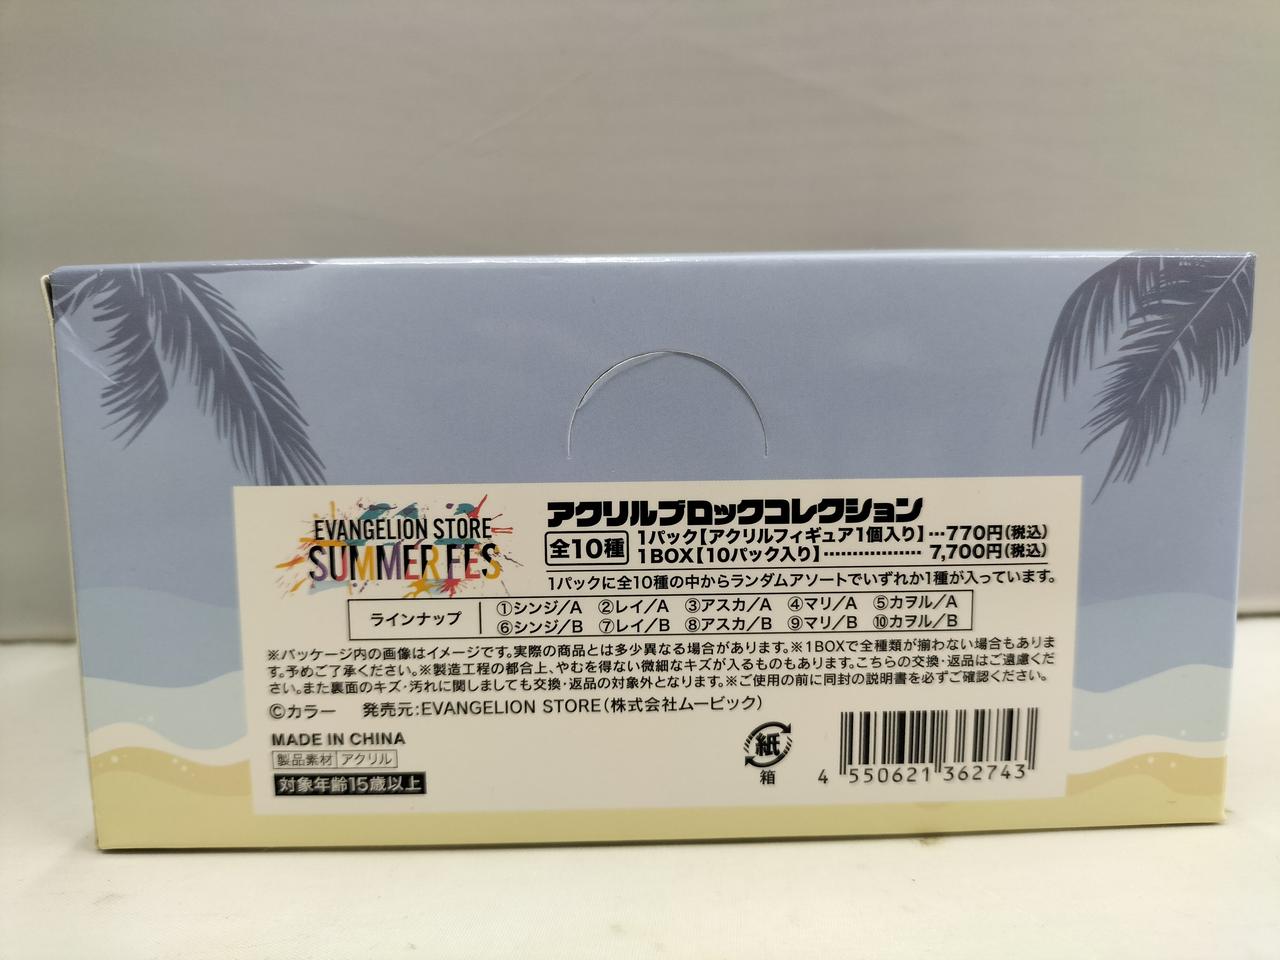 EVANGELION STORE
SUMMER FES
アクリルブロックコレクション
全10種
1パック【アクリルフィギュア1個入り】…770円(税込)
1BOX【10パック入り】………………7,700円(税込)
1パックに全10種の中からランダムアソートでいずれか1種が入っています。
ラインナップ
①シンジ/A ②レイ/A ③アスカ/A ④マリ/A ⑤カヲル/A
⑥シンジ/B ⑦レイ/B ⑧アスカ/B ⑨マリ/B ⑩カヲル/B
※パッケージ内の画像はイメージです。実際の商品とは多少異なる場合があります。※1BOXで全種類が揃わない場合もありま
す。予めご了承ください。※製造工程の都合上、やむを得ない微細なキズが入るものもあります。こちらの交換・返品はご遠慮くだ
さい。また裏面のキズ・汚れに関しましても交換・返品の対象外となります。※ご使用の前に同封の説明書を必ずご確認ください。
©カラー 発売元:EVANGELION STORE(株式会社ムービック)
MADE IN CHINA
製品素材 アクリル
対象年齢15歳以上
紙
箱
4 550621 362743